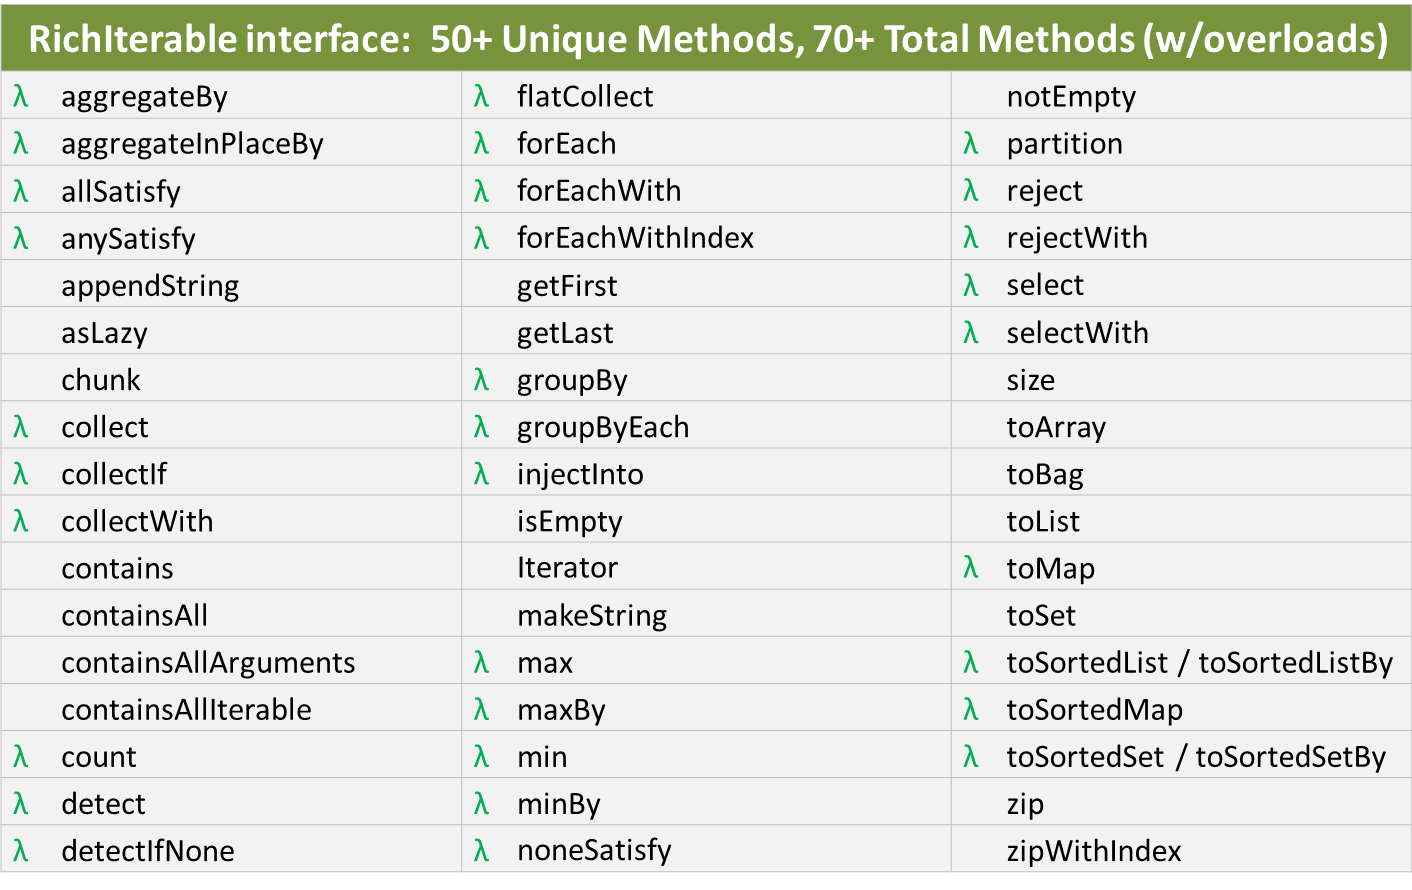 RichIterable interface: 50+ Unique Methods, 70+ Total Methods (w/overloads)
λ aggregateBy λ flatCollect notEmpty
λ aggregateInPlaceBy λ forEach λ partition
λ allSatisfy λ forEachWith λ reject
λ anySatisfy λ forEachWithIndex λ rejectWith
appendString getFirst λ select
asLazy getLast λ selectWith
chunk λ groupBy size
λ collect λ groupByEach toArray
λ collectIf λ injectInto toBag
λ collectWith isEmpty toList
contains Iterator λ toMap
containsAll makeString toSet
containsAllArguments λ max λ toSortedList / toSortedListBy
containsAllIterable λ maxBy λ toSortedMap
λ count λ min λ toSortedSet / toSortedSetBy
λ detect λ minBy zip
λ detectIfNone λ noneSatisfy zipWithIndex